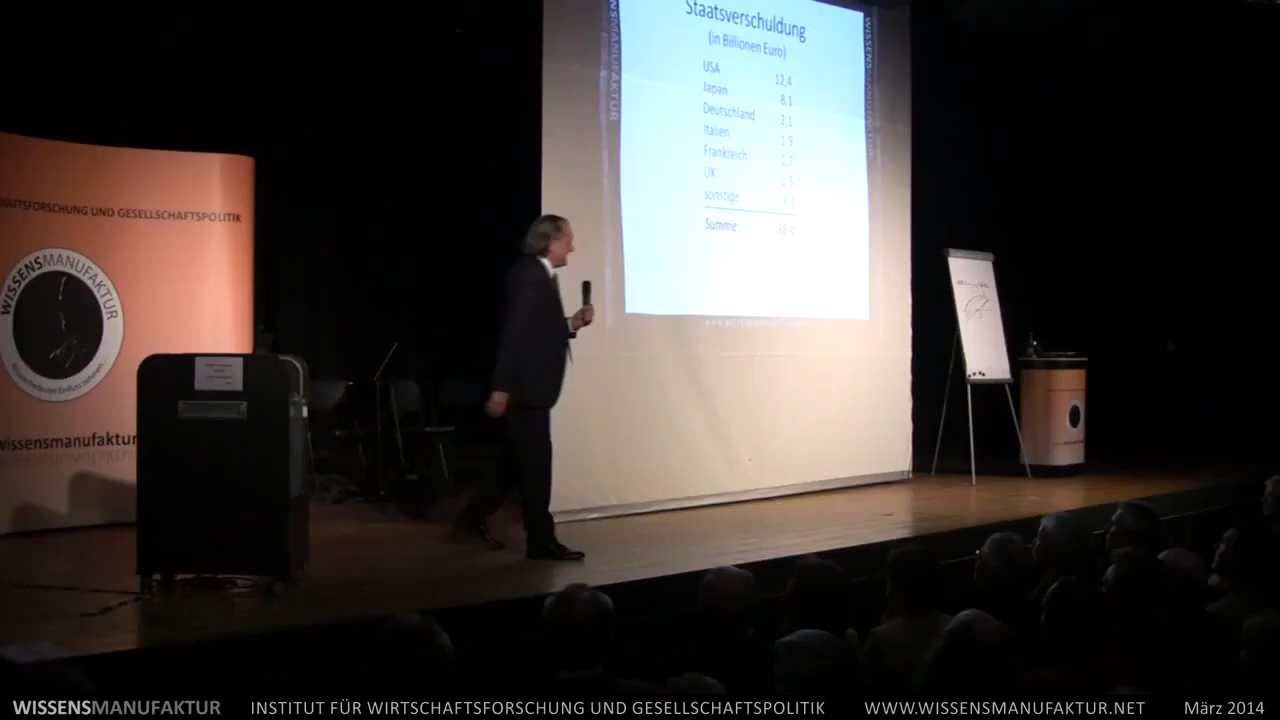 Staatsverschuldung
(in Billionen Euro)
USA 12,4
Japan 8,1
Deutschland 2,1
Italien 1,9
Frankreich 1,7
UK 1,5
sonstige
Summe:
WISSENSMANUFAKTUR
NSMANUFAKTUR
HAFTSFORSCHUNG UND GESELLSCHAFTSPOLITIK
WISSENSMANUFAKTUR
wissensmanufaktur
WISSENSMANUFAKTUR INSTITUT FÜR WIRTSCHAFTSFORSCHUNG UND GESELLSCHAFTSPOLITIK WWW.WISSENSMANUFAKTUR.NET März 2014